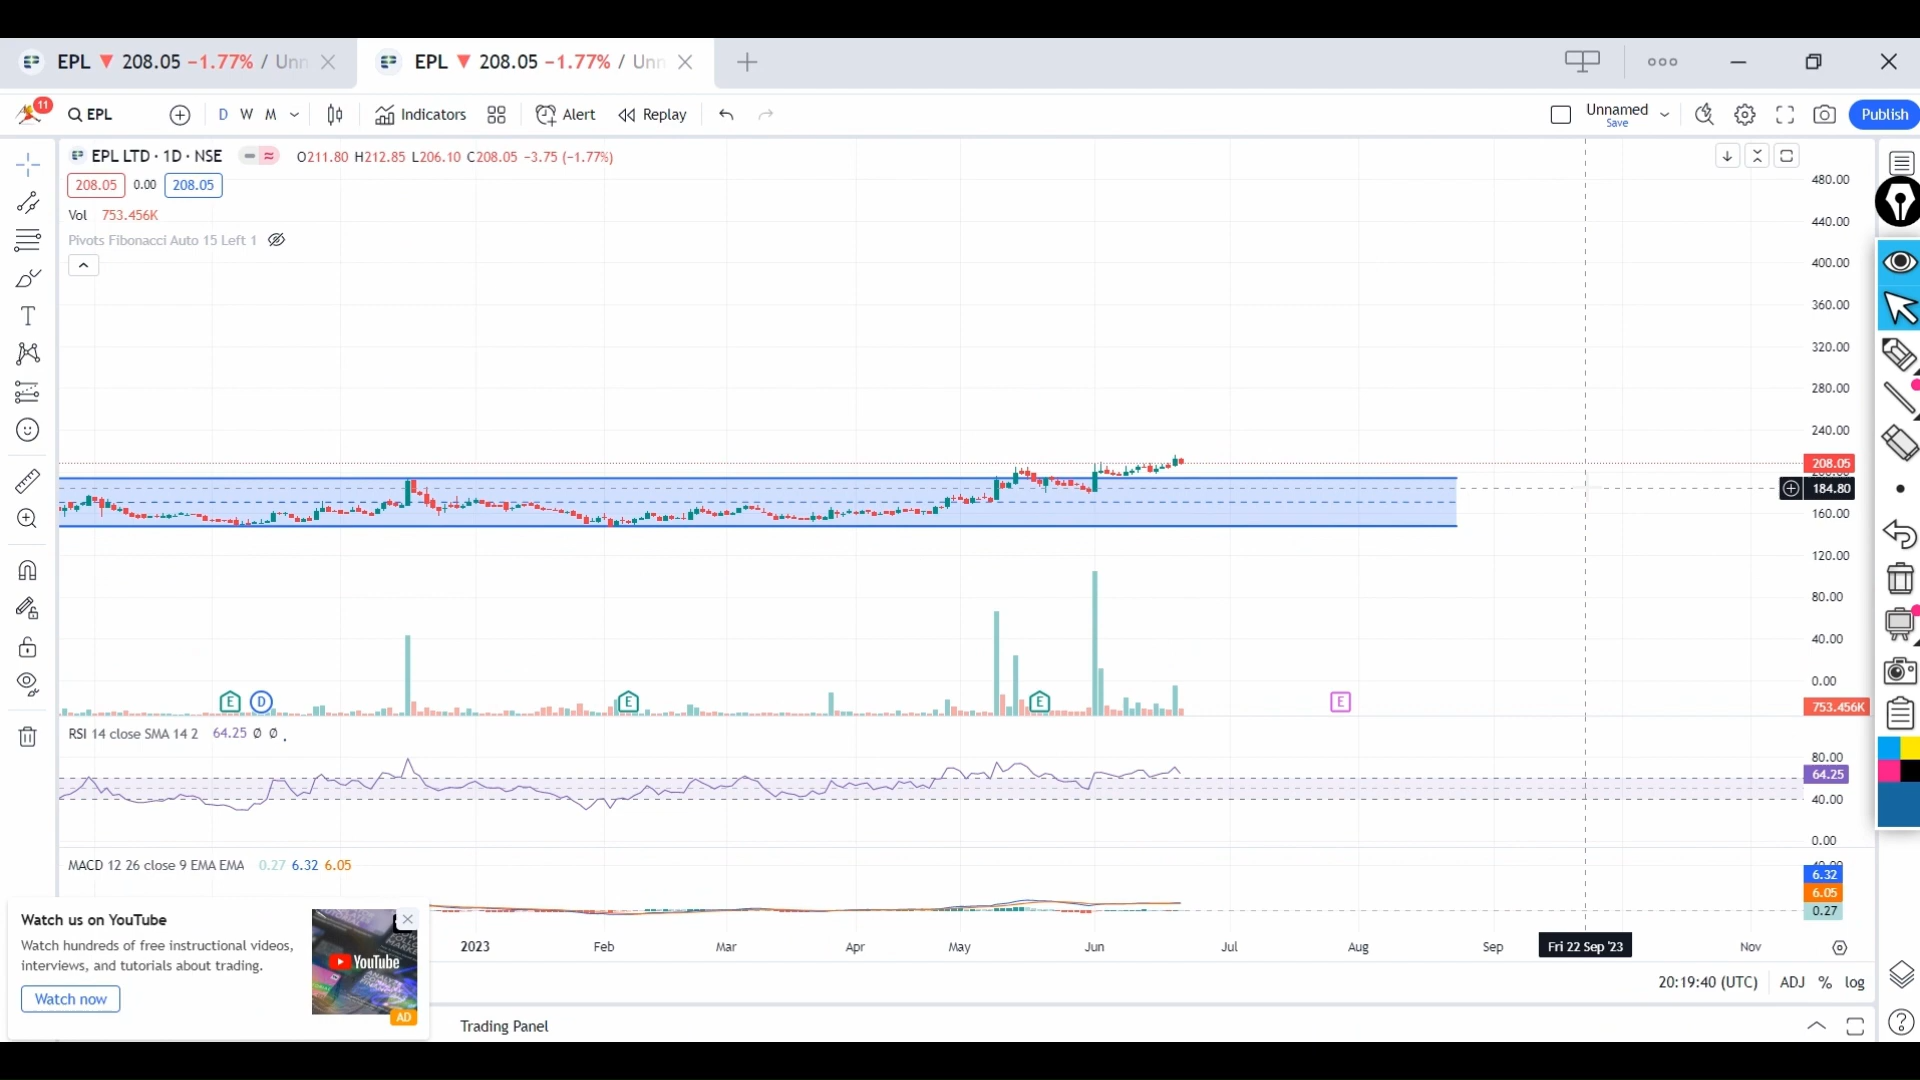 EPL ▼ 208.05 −1.77% / Unn
EPL ▼ 208.05 −1.77% / Unn
11
EPL
D W M
Indicators
Alert
Replay
Unnamed
Save
Publish
EPL LTD · 1D · NSE
O211.80 H212.85 L206.10 C208.05 −3.75 (−1.77%)
208.05 0.00 208.05
Vol 753.456K
Pivots Fibonacci Auto 15 Left 1
480.00
440.00
400.00
360.00
320.00
280.00
240.00
208.05
184.80
160.00
120.00
80.00
40.00
0.00
E D E E E
753.456K
RSI 14 close SMA 14 2 64.25 Ø Ø
80.00
64.25
40.00
0.00
MACD 12 26 close 9 EMA EMA 0.27 6.32 6.05
6.32
6.05
0.27
Watch us on YouTube
Watch hundreds of free instructional videos,
interviews, and tutorials about trading.
Watch now
YouTube
AD
2023 Feb Mar Apr May Jun Jul Aug Sep Fri 22 Sep '23 Nov
20:19:40 (UTC) ADJ % log
Trading Panel